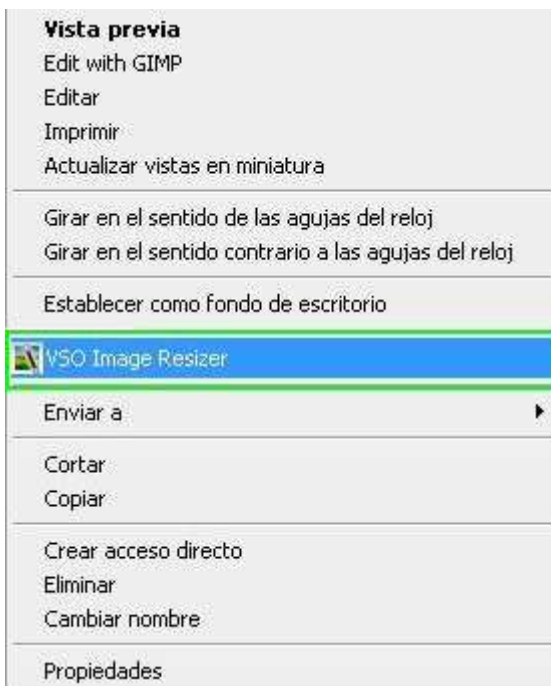 Vista previa
Edit with GIMP
Editar
Imprimir
Actualizar vistas en miniatura
Girar en el sentido de las agujas del reloj
Girar en el sentido contrario a las agujas del reloj
Establecer como fondo de escritorio
VSO Image Resizer
Enviar a
Cortar
Copiar
Crear acceso directo
Eliminar
Cambiar nombre
Propiedades